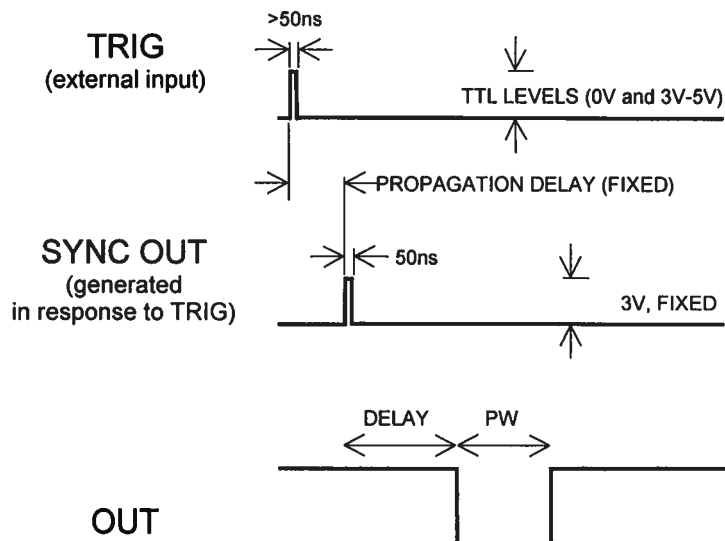 >50ns
TRIG
(external input)
TTL LEVELS (0V and 3V-5V)
PROPAGATION DELAY (FIXED)
SYNC OUT
(generated
in response to TRIG)
50ns
3V, FIXED
DELAY
PW
OUT